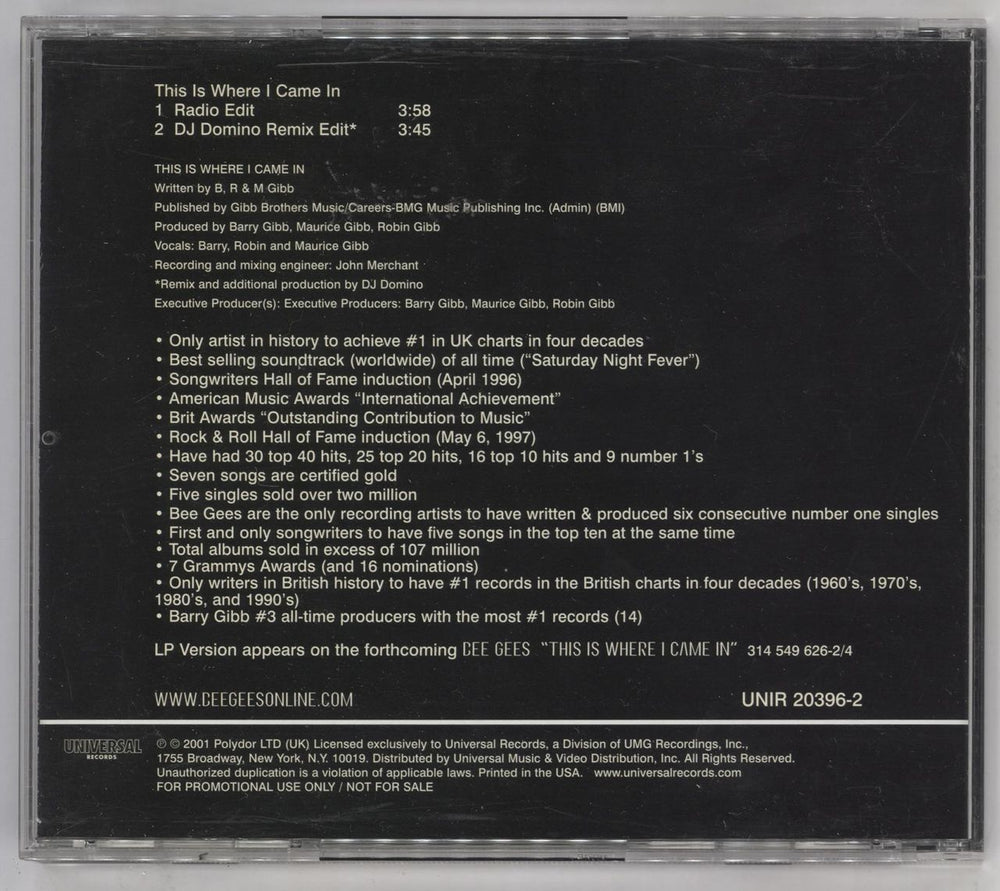 This Is Where I Came In
1 Radio Edit 3:58
2 DJ Domino Remix Edit* 3:45
THIS IS WHERE I CAME IN
Written by B, R & M Gibb
Published by Gibb Brothers Music/Careers-BMG Music Publishing Inc. (Admin) (BMI)
Produced by Barry Gibb, Maurice Gibb, Robin Gibb
Vocals: Barry, Robin and Maurice Gibb
Recording and mixing engineer: John Merchant
*Remix and additional production by DJ Domino
Executive Producer(s): Executive Producers: Barry Gibb, Maurice Gibb, Robin Gibb
• Only artist in history to achieve #1 in UK charts in four decades
• Best selling soundtrack (worldwide) of all time (“Saturday Night Fever”)
• Songwriters Hall of Fame induction (April 1996)
• American Music Awards “International Achievement”
• Brit Awards “Outstanding Contribution to Music”
• Rock & Roll Hall of Fame induction (May 6, 1997)
• Have had 30 top 40 hits, 25 top 20 hits, 16 top 10 hits and 9 number 1’s
• Seven songs are certified gold
• Five singles sold over two million
• Bee Gees are the only recording artists to have written & produced six consecutive number one singles
• First and only songwriters to have five songs in the top ten at the same time
• Total albums sold in excess of 107 million
• 7 Grammys Awards (and 16 nominations)
• Only writers in British history to have #1 records in the British charts in four decades (1960’s, 1970’s,
1980’s, and 1990’s)
• Barry Gibb #3 all-time producers with the most #1 records (14)
LP Version appears on the forthcoming BEE GEES “THIS IS WHERE I CAME IN” 314 549 626-2/4
WWW.BEEGEESONLINE.COM UNIR 20396-2
UNIVERSAL
RECORDS
℗ © 2001 Polydor LTD (UK) Licensed exclusively to Universal Records, a Division of UMG Recordings, Inc.,
1755 Broadway, New York, N.Y. 10019. Distributed by Universal Music & Video Distribution, Inc. All Rights Reserved.
Unauthorized duplication is a violation of applicable laws. Printed in the USA. www.universalrecords.com
FOR PROMOTIONAL USE ONLY / NOT FOR SALE